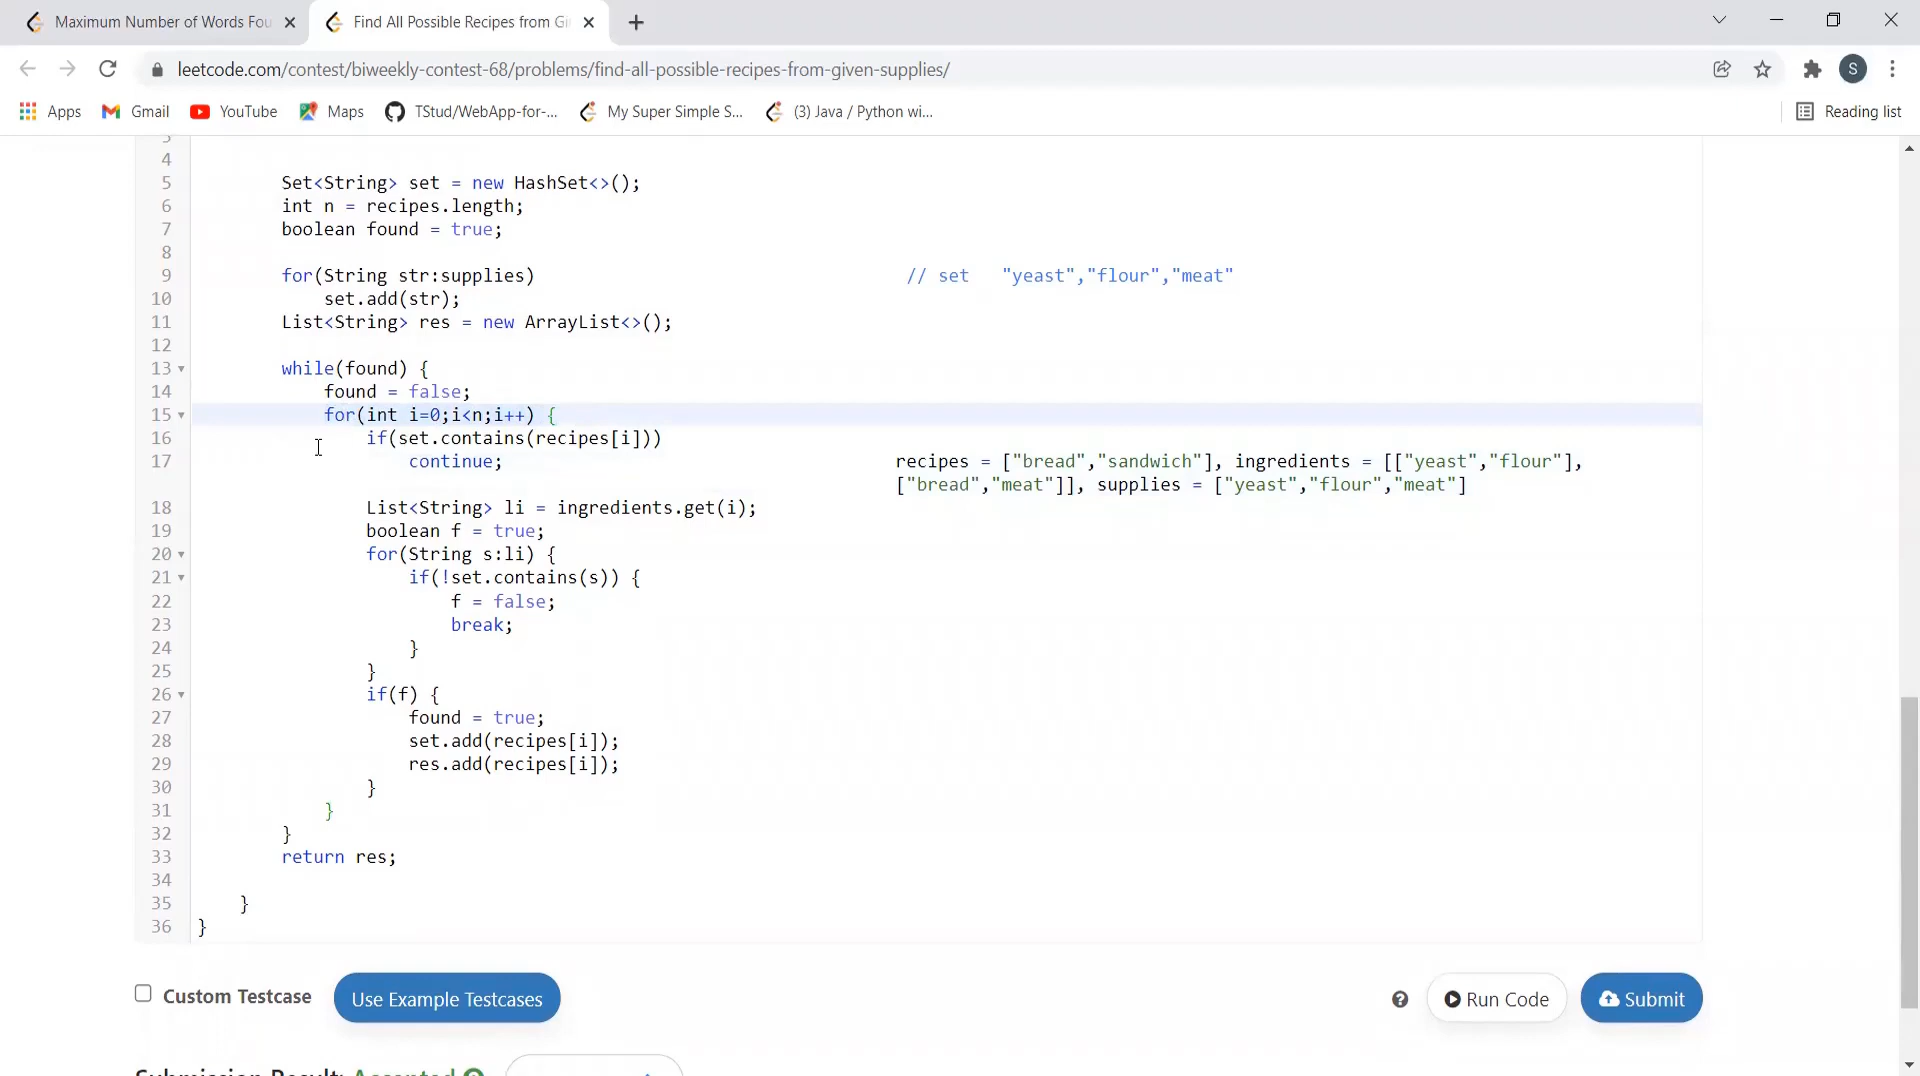 Maximum Number of Words Fou
Find All Possible Recipes from Gi
leetcode.com/contest/biweekly-contest-68/problems/find-all-possible-recipes-from-given-supplies/
S
Apps
Gmail
YouTube
Maps
TStud/WebApp-for-...
My Super Simple S...
(3) Java / Python wi...
Reading list
3
4
5 Set<String> set = new HashSet<>();
6 int n = recipes.length;
7 boolean found = true;
8
9 for(String str:supplies) // set "yeast","flour","meat"
10 set.add(str);
11 List<String> res = new ArrayList<>();
12
13 while(found) {
14 found = false;
15 for(int i=0;i<n;i++) {
16 if(set.contains(recipes[i]))
17 continue; recipes = ["bread","sandwich"], ingredients = [["yeast","flour"],
["bread","meat"]], supplies = ["yeast","flour","meat"]
18 List<String> li = ingredients.get(i);
19 boolean f = true;
20 for(String s:li) {
21 if(!set.contains(s)) {
22 f = false;
23 break;
24 }
25 }
26 if(f) {
27 found = true;
28 set.add(recipes[i]);
29 res.add(recipes[i]);
30 }
31 }
32 }
33 return res;
34
35 }
36 }
Custom Testcase
Use Example Testcases
?
Run Code
Submit
Submission Result: Accepted